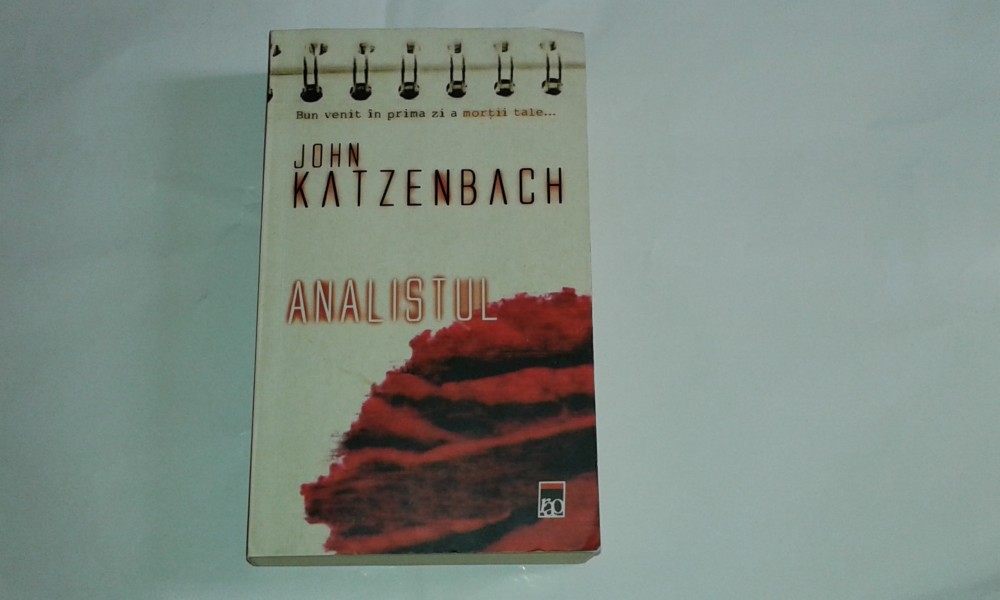 Bun venit în prima zi a morții tale...
JOHN
KATZENBACH
ANALISTUL
rao